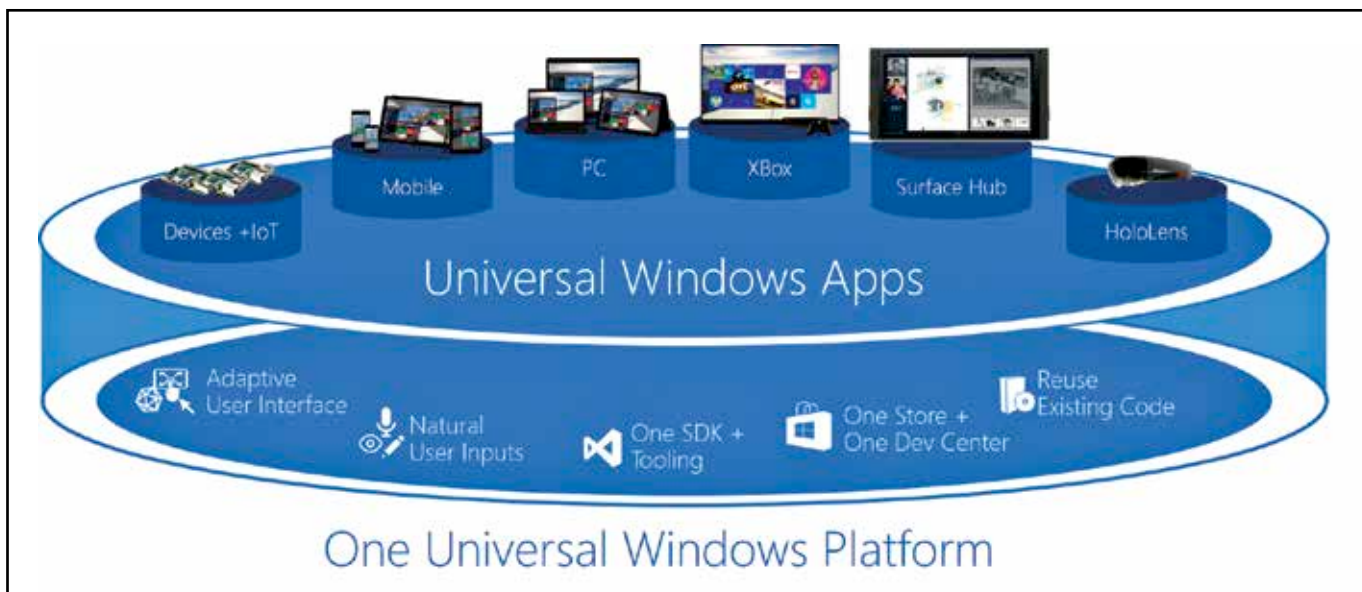 Devices +IoT
Mobile
PC
XBox
Surface Hub
HoloLens
Universal Windows Apps
Adaptive
User Interface
Natural
User Inputs
One SDK +
Tooling
One Store +
One Dev Center
Reuse
Existing Code
One Universal Windows Platform